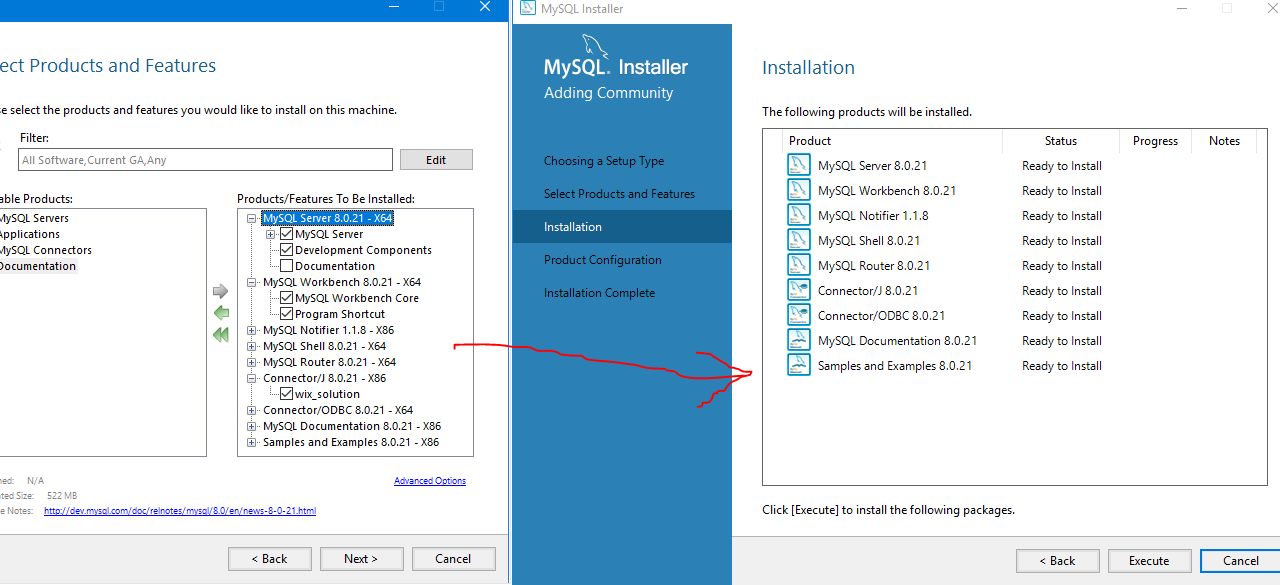 ect Products and Features
se select the products and features you would like to install on this machine.
Filter:
All Software,Current GA,Any
Edit
able Products:
MySQL Servers
Applications
MySQL Connectors
Documentation
Products/Features To Be Installed:
MySQL Server 8.0.21 - X64
MySQL Server
Development Components
Documentation
MySQL Workbench 8.0.21 - X64
MySQL Workbench Core
Program Shortcut
MySQL Notifier 1.1.8 - X86
MySQL Shell 8.0.21 - X64
MySQL Router 8.0.21 - X64
Connector/J 8.0.21 - X86
wix_solution
Connector/ODBC 8.0.21 - X64
MySQL Documentation 8.0.21 - X86
Samples and Examples 8.0.21 - X86
hed: N/A
ated Size: 522 MB
e Notes: http://dev.mysql.com/doc/relnotes/mysql/8.0/en/news-8-0-21.html
Advanced Options
< Back
Next >
Cancel
MySQL Installer
MySQL. Installer
Adding Community
Choosing a Setup Type
Select Products and Features
Installation
Product Configuration
Installation Complete
Installation
The following products will be installed.
Product Status Progress Notes
MySQL Server 8.0.21 Ready to Install
MySQL Workbench 8.0.21 Ready to Install
MySQL Notifier 1.1.8 Ready to Install
MySQL Shell 8.0.21 Ready to Install
MySQL Router 8.0.21 Ready to Install
Connector/J 8.0.21 Ready to Install
Connector/ODBC 8.0.21 Ready to Install
MySQL Documentation 8.0.21 Ready to Install
Samples and Examples 8.0.21 Ready to Install
Click [Execute] to install the following packages.
< Back
Execute
Cancel